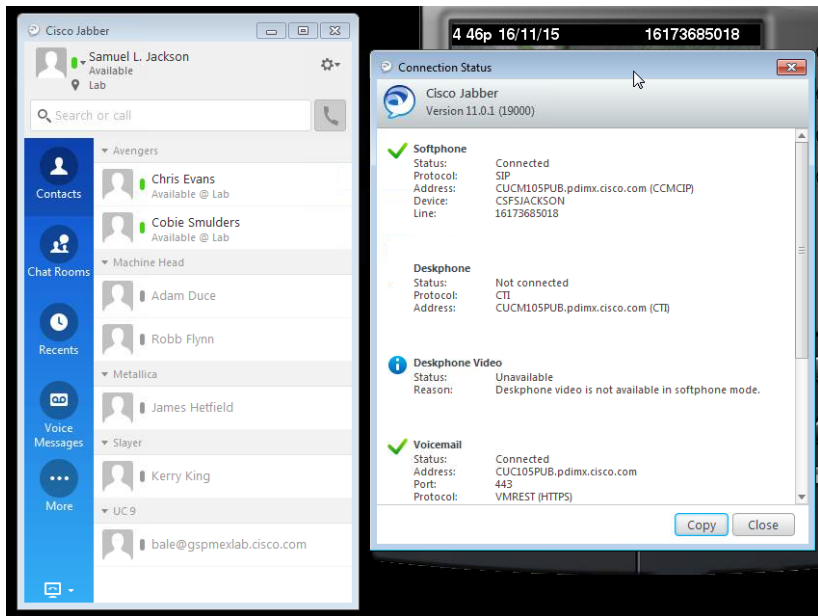 Cisco Jabber
Samuel L. Jackson
Available
Lab
Search or call
Contacts
Chat Rooms
Recents
Voice
Messages
More
Avengers
Chris Evans
Available @ Lab
Cobie Smulders
Available @ Lab
Machine Head
Adam Duce
Robb Flynn
Metallica
James Hetfield
Slayer
Kerry King
UC9
bale@gspmexlab.cisco.com
4 46p 16/11/15 16173685018
Connection Status
Cisco Jabber
Version 11.0.1 (19000)
Softphone
Status: Connected
Protocol: SIP
Address: CUCM105PUB.pdimx.cisco.com (CCMCIP)
Device: CSFSJACKSON
Line: 16173685018
Deskphone
Status: Not connected
Protocol: CTI
Address: CUCM105PUB.pdimx.cisco.com (CTI)
Deskphone Video
Status: Unavailable
Reason: Deskphone video is not available in softphone mode.
Voicemail
Status: Connected
Address: CUC105PUB.pdimx.cisco.com
Port: 443
Protocol: VMREST (HTTPS)
Copy Close